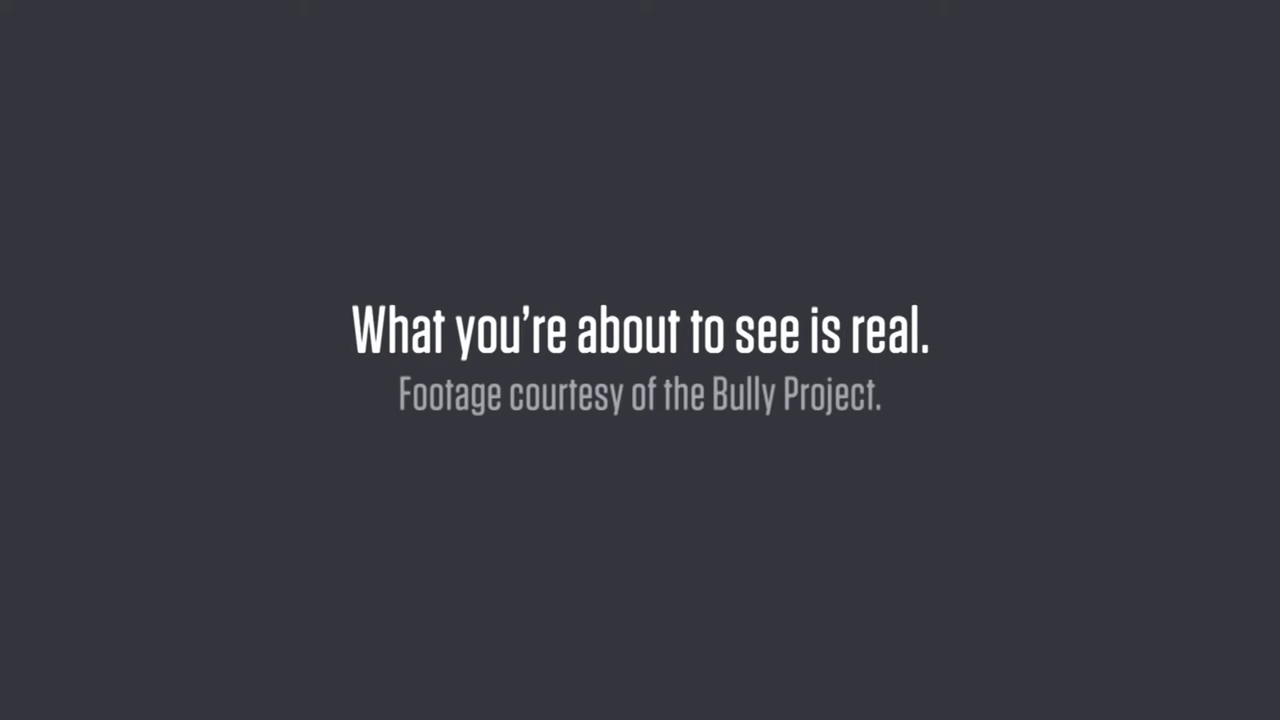 What you’re about to see is real.
Footage courtesy of the Bully Project.